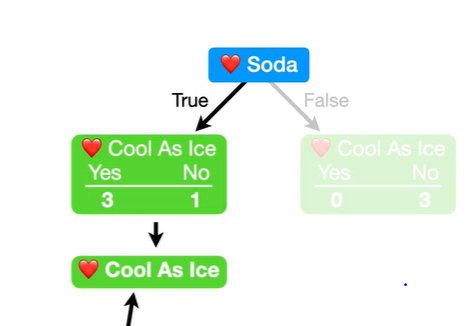 ❤️ Soda
True
False
❤️ Cool As Ice
Yes No
3 1
❤️ Cool As Ice
Yes No
0 3
❤️ Cool As Ice